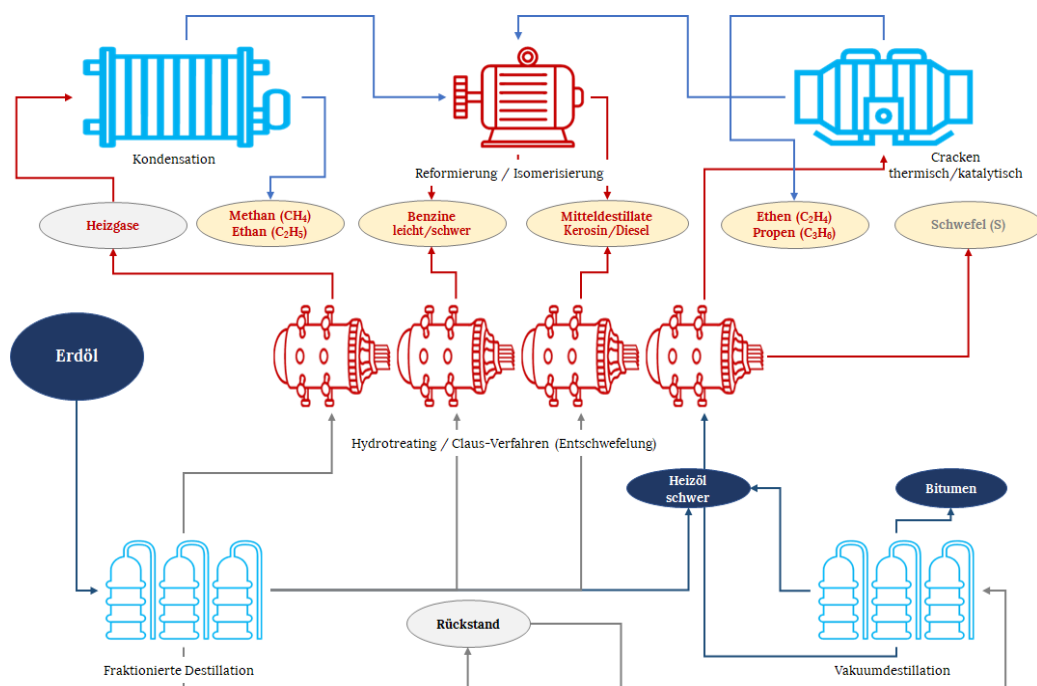 Kondensation
Reformierung / Isomerisierung
Cracken
thermisch/katalytisch
Heizgase
Methan (CH₄)
Ethan (C₂H₅)
Benzine
leicht/schwer
Mitteldestillate
Kerosin/Diesel
Ethen (C₂H₄)
Propen (C₃H₆)
Schwefel (S)
Erdöl
Hydrotreating / Claus-Verfahren (Entschwefelung)
Heizöl
schwer
Bitumen
Rückstand
Fraktionierte Destillation
Vakuumdestillation